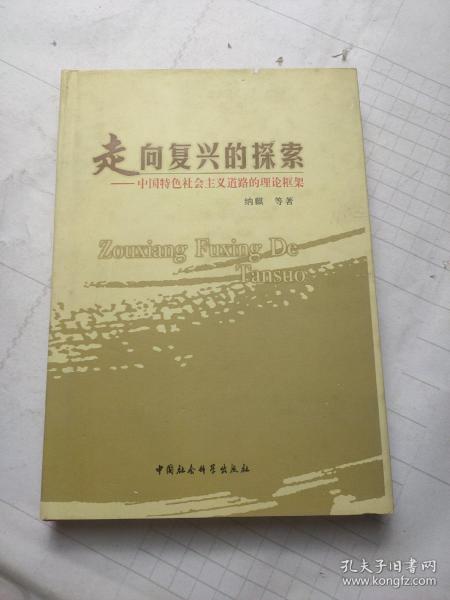 走向复兴的探索
——中国特色社会主义道路的理论框架
纳麒 等著
Zouxiang Fuxing De
Tansuo
中国社会科学出版社
孔夫子旧书网
www.kongfz.com